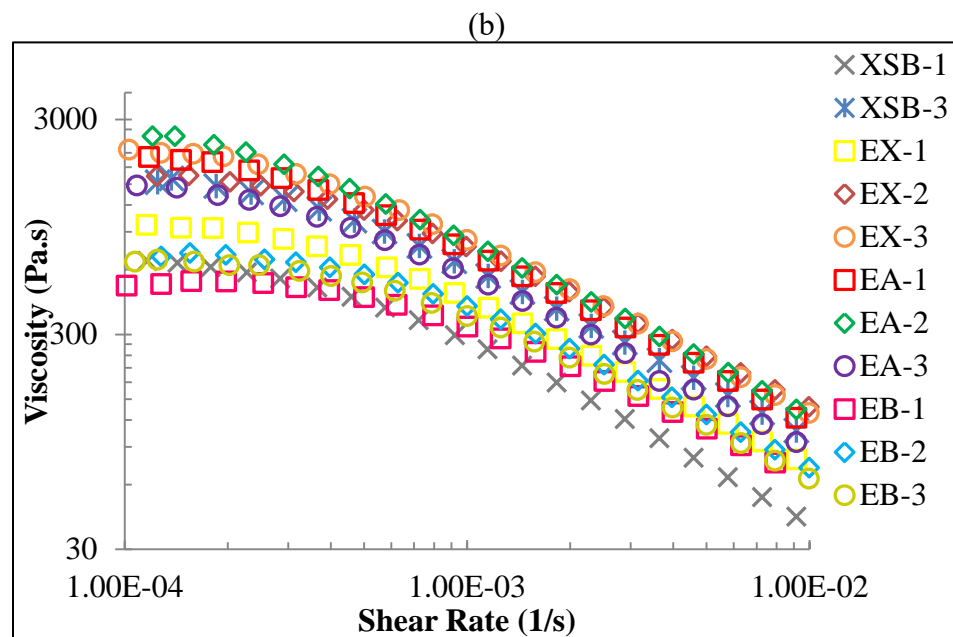 (b)
XSB-1
XSB-3
EX-1
EX-2
EX-3
EA-1
EA-2
EA-3
EB-1
EB-2
EB-3
Viscosity (Pa.s)
3000
300
30
1.00E-04 1.00E-03 1.00E-02
Shear Rate (1/s)